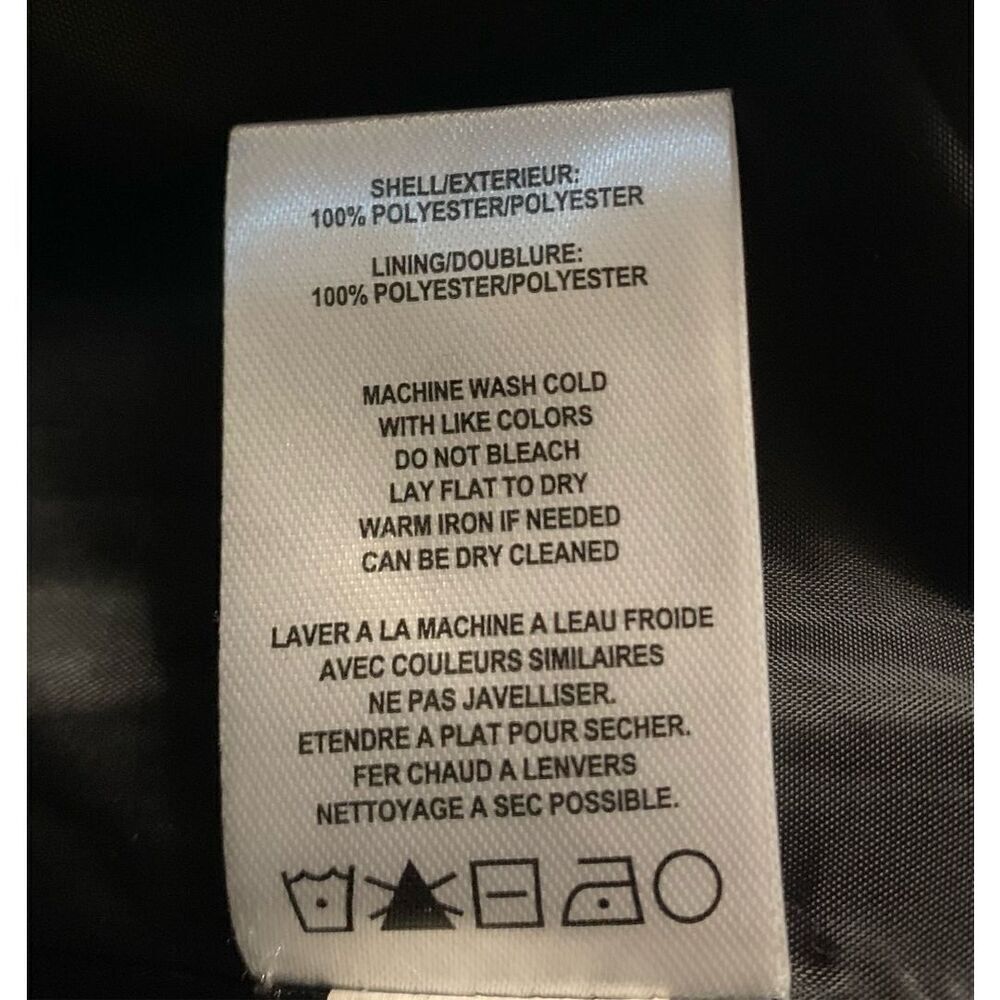 SHELL/EXTERIEUR:
100% POLYESTER/POLYESTER
LINING/DOUBLURE:
100% POLYESTER/POLYESTER
MACHINE WASH COLD
WITH LIKE COLORS
DO NOT BLEACH
LAY FLAT TO DRY
WARM IRON IF NEEDED
CAN BE DRY CLEANED
LAVER A LA MACHINE A LEAU FROIDE
AVEC COULEURS SIMILAIRES
NE PAS JAVELLISER.
ETENDRE A PLAT POUR SECHER.
FER CHAUD A LENVERS
NETTOYAGE A SEC POSSIBLE.